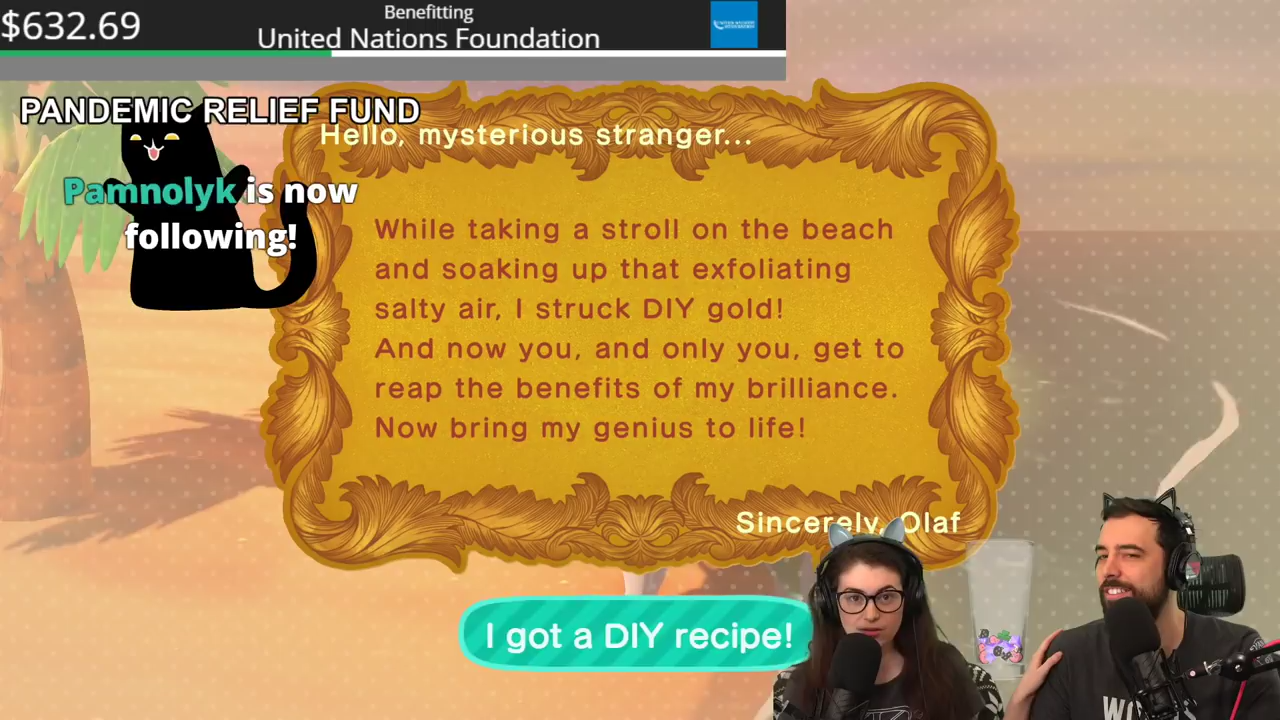 $632.69
Benefitting
United Nations Foundation
PANDEMIC RELIEF FUND
Pamnolyk is now
following!
Hello, mysterious stranger...
While taking a stroll on the beach
and soaking up that exfoliating
salty air, I struck DIY gold!
And now you, and only you, get to
reap the benefits of my brilliance.
Now bring my genius to life!
Sincerely, Olaf
I got a DIY recipe!